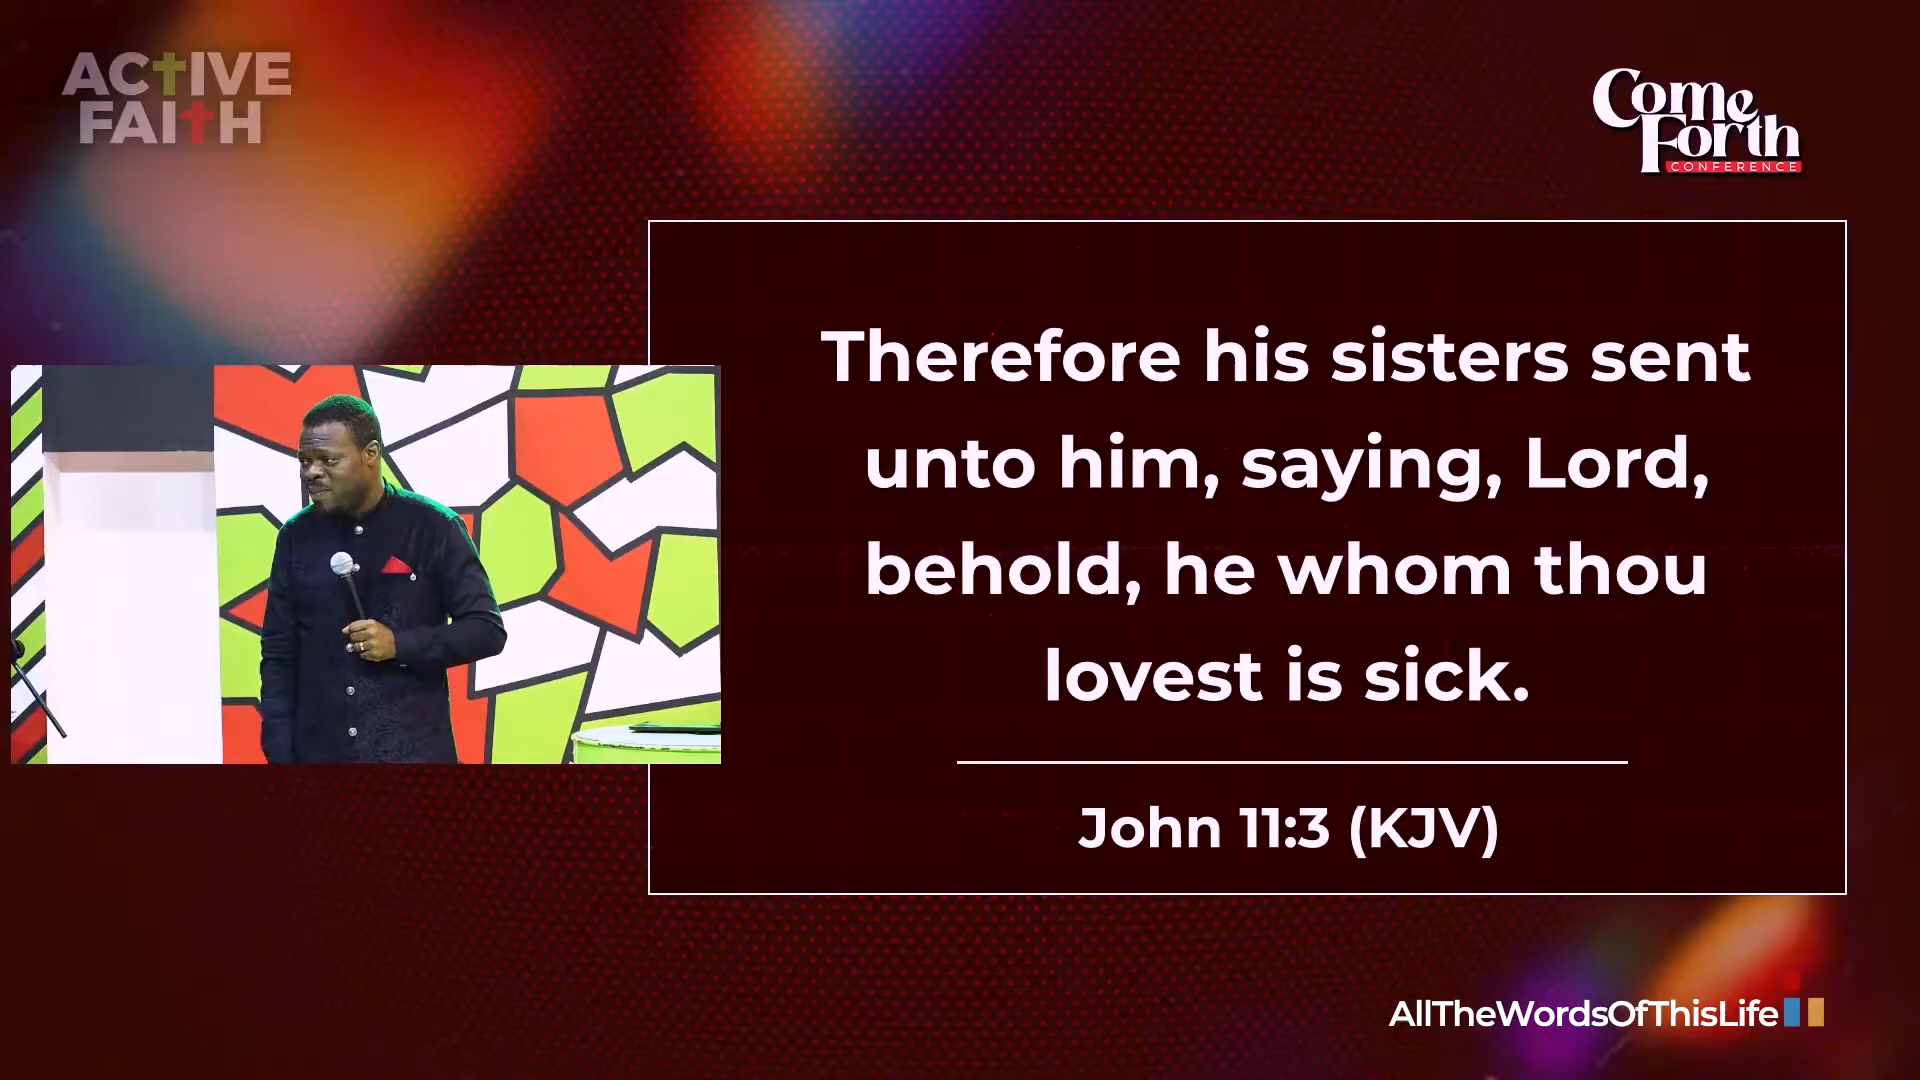 ACTIVE
FAITH
Come
Forth
CONFERENCE
Therefore his sisters sent
unto him, saying, Lord,
behold, he whom thou
lovest is sick.
John 11:3 (KJV)
AllTheWordsOfThisLife